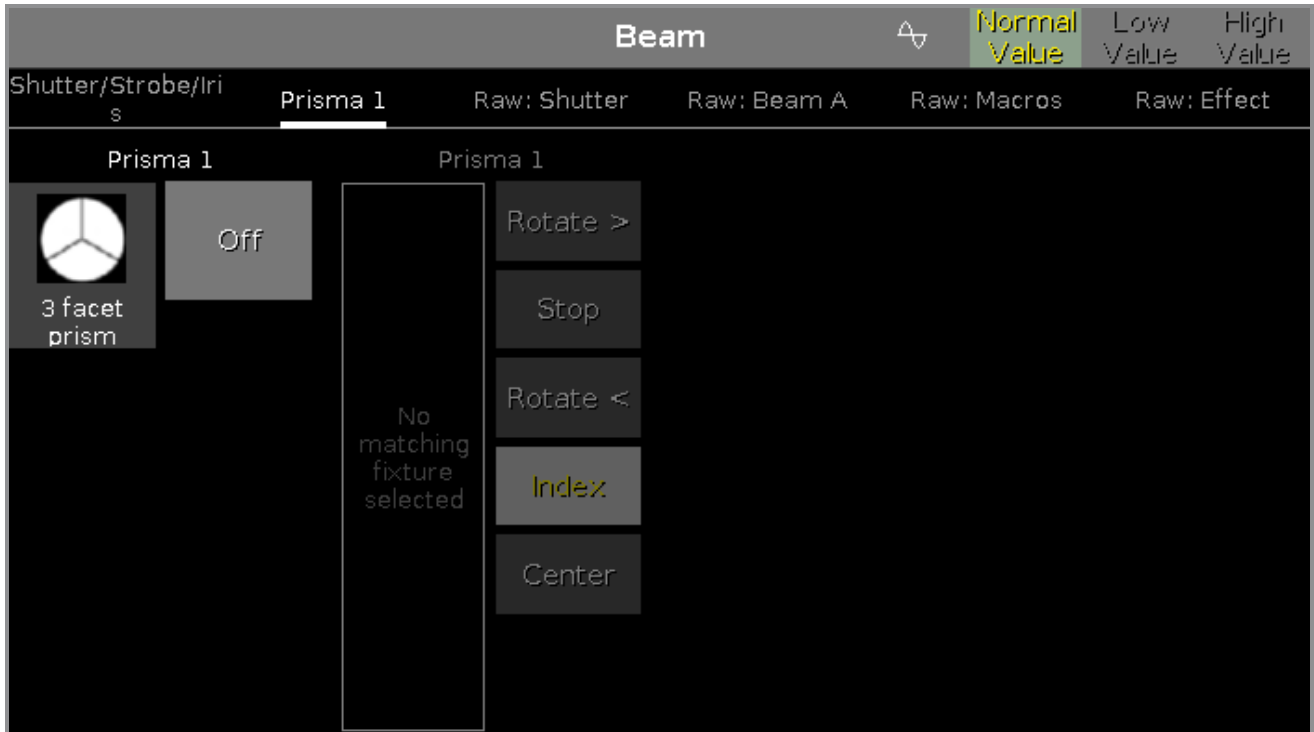 Beam
Normal
Value
Low
Value
High
Value
Shutter/Strobe/Iri
s
Prisma 1
Raw: Shutter
Raw: Beam A
Raw: Macros
Raw: Effect
Prisma 1
3 facet
prism
Off
Prisma 1
No
matching
fixture
selected
Rotate >
Stop
Rotate <
Index
Center